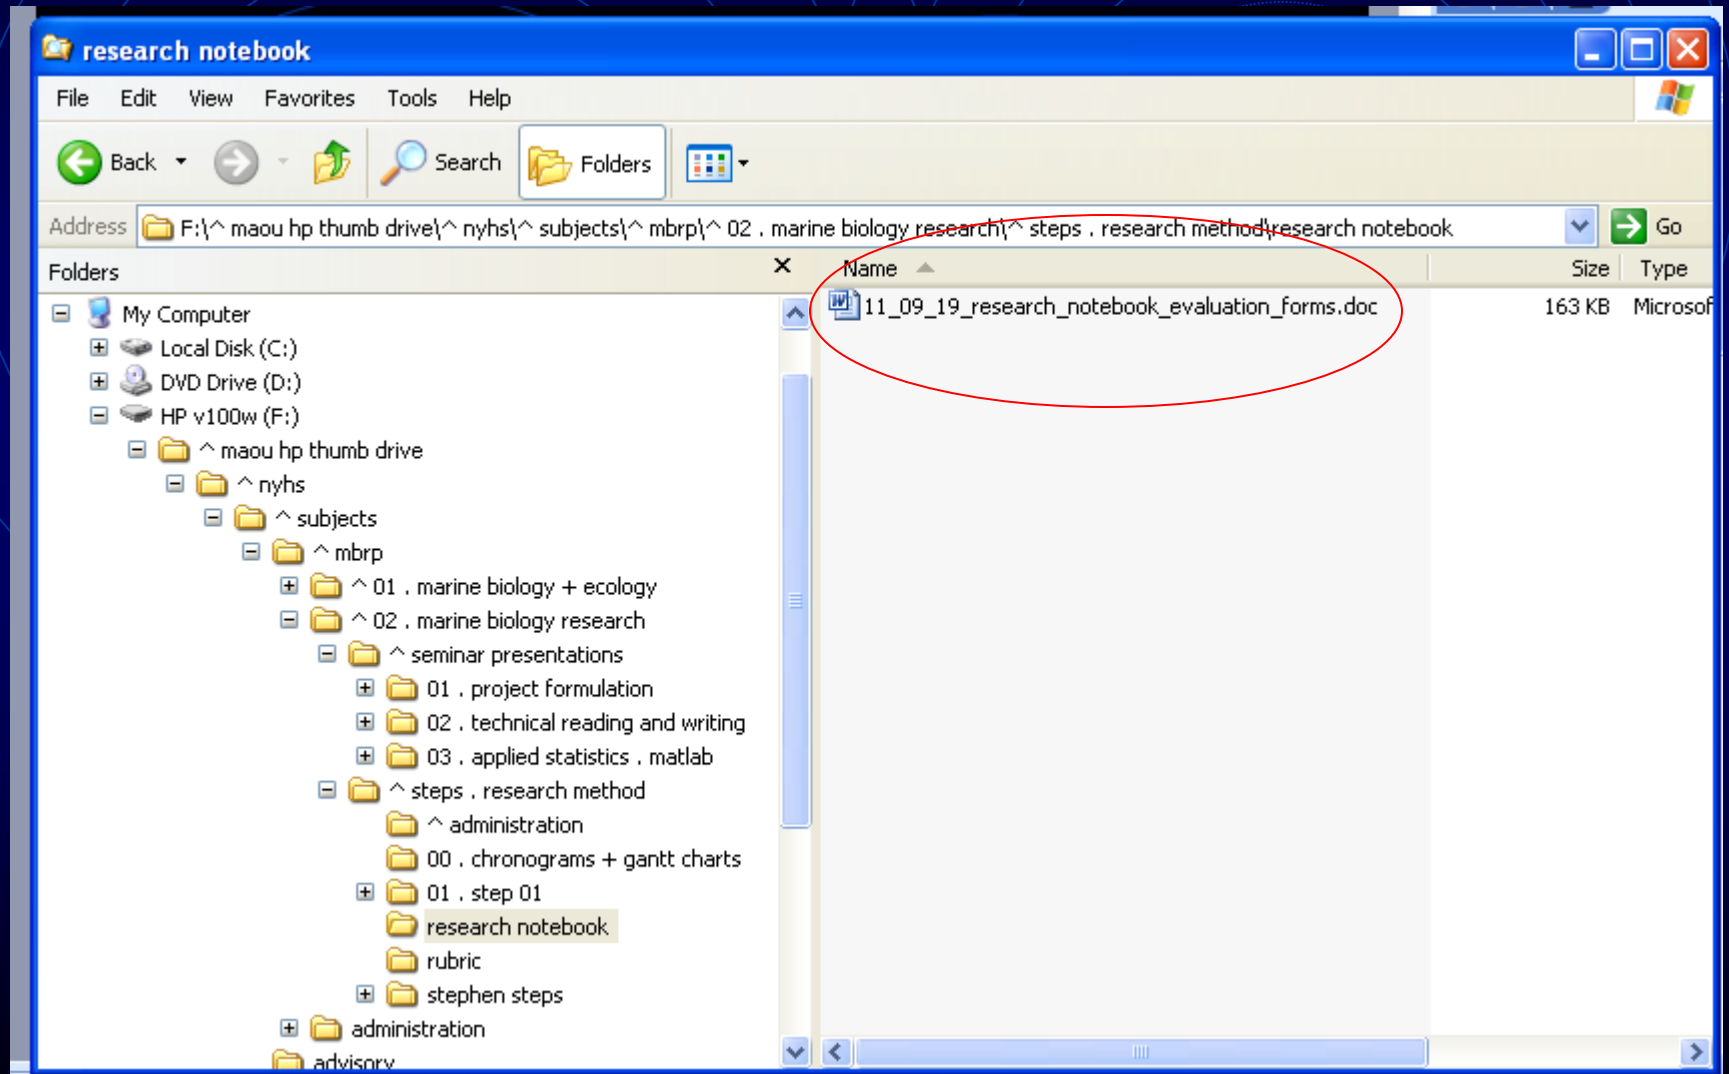 research notebook
File Edit View Favorites Tools Help
Back Search Folders
Address F:\^ maou hp thumb drive\^ nyhs\^ subjects\^ mbrp\^ 02 . marine biology research\^ steps . research method\research notebook Go
Folders Name Size Type
My Computer
11_09_19_research_notebook_evaluation_forms.doc 163 KB Microsof
Local Disk (C:)
DVD Drive (D:)
HP v100w (F:)
^ maou hp thumb drive
^ nyhs
^ subjects
^ mbrp
^ 01 . marine biology + ecology
^ 02 . marine biology research
^ seminar presentations
01 . project formulation
02 . technical reading and writing
03 . applied statistics . matlab
^ steps . research method
^ administration
00 . chronograms + gantt charts
01 . step 01
research notebook
rubric
stephen steps
administration
advisory